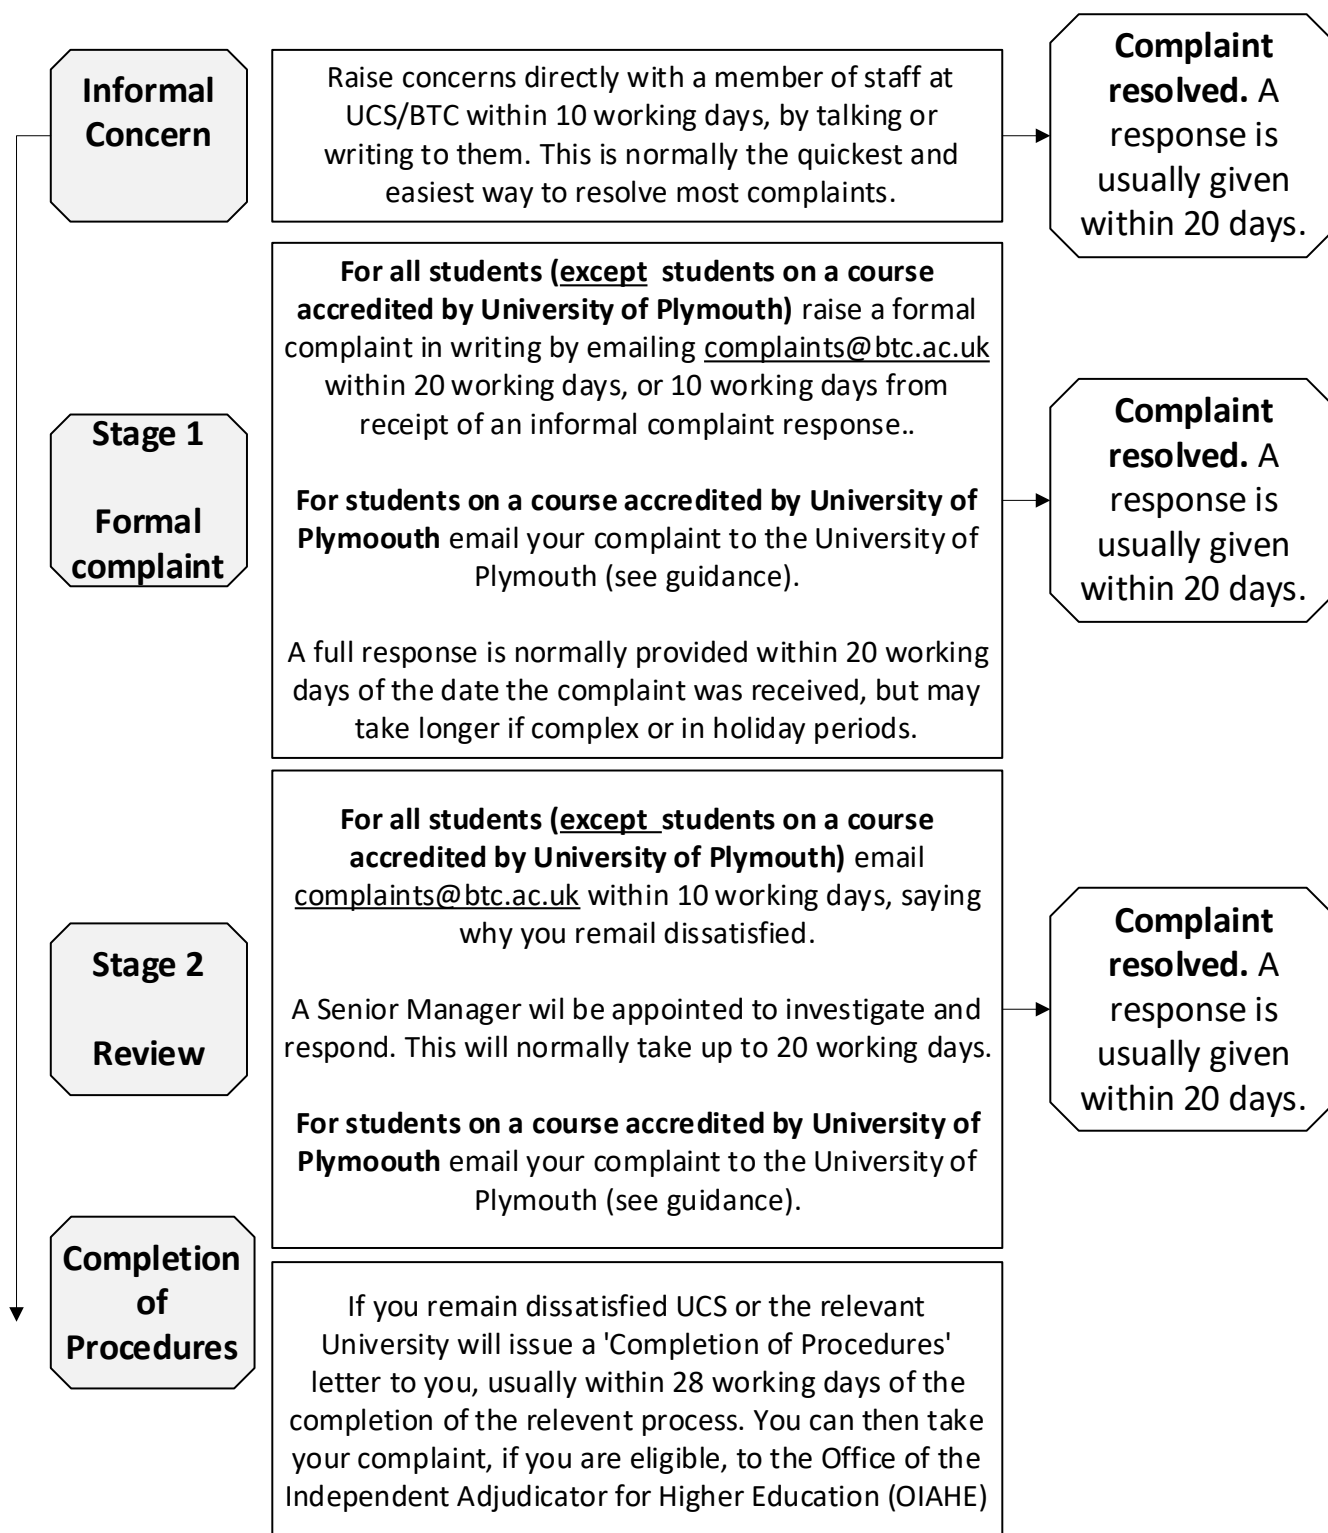 Informal
Concern
Raise concerns directly with a member of staff at
UCS/BTC within 10 working days, by talking or
writing to them. This is normally the quickest and
easiest way to resolve most complaints.
Complaint
resolved. A
response is
usually given
within 20 days.
Stage 1
Formal
complaint
For all students (except students on a course
accredited by University of Plymouth) raise a formal
complaint in writing by emailing complaints@btc.ac.uk
within 20 working days, or 10 working days from
receipt of an informal complaint response..
For students on a course accredited by University of
Plymoouth email your complaint to the University of
Plymouth (see guidance).
A full response is normally provided within 20 working
days of the date the complaint was received, but may
take longer if complex or in holiday periods.
Complaint
resolved. A
response is
usually given
within 20 days.
Stage 2
Review
For all students (except students on a course
accredited by University of Plymouth) email
complaints@btc.ac.uk within 10 working days, saying
why you remail dissatisfied.
A Senior Manager wil be appointed to investigate and
respond. This will normally take up to 20 working days.
For students on a course accredited by University of
Plymoouth email your complaint to the University of
Plymouth (see guidance).
Complaint
resolved. A
response is
usually given
within 20 days.
Completion
of
Procedures
If you remain dissatisfied UCS or the relevant
University will issue a 'Completion of Procedures'
letter to you, usually within 28 working days of the
completion of the relevent process. You can then take
your complaint, if you are eligible, to the Office of the
Independent Adjudicator for Higher Education (OIAHE)